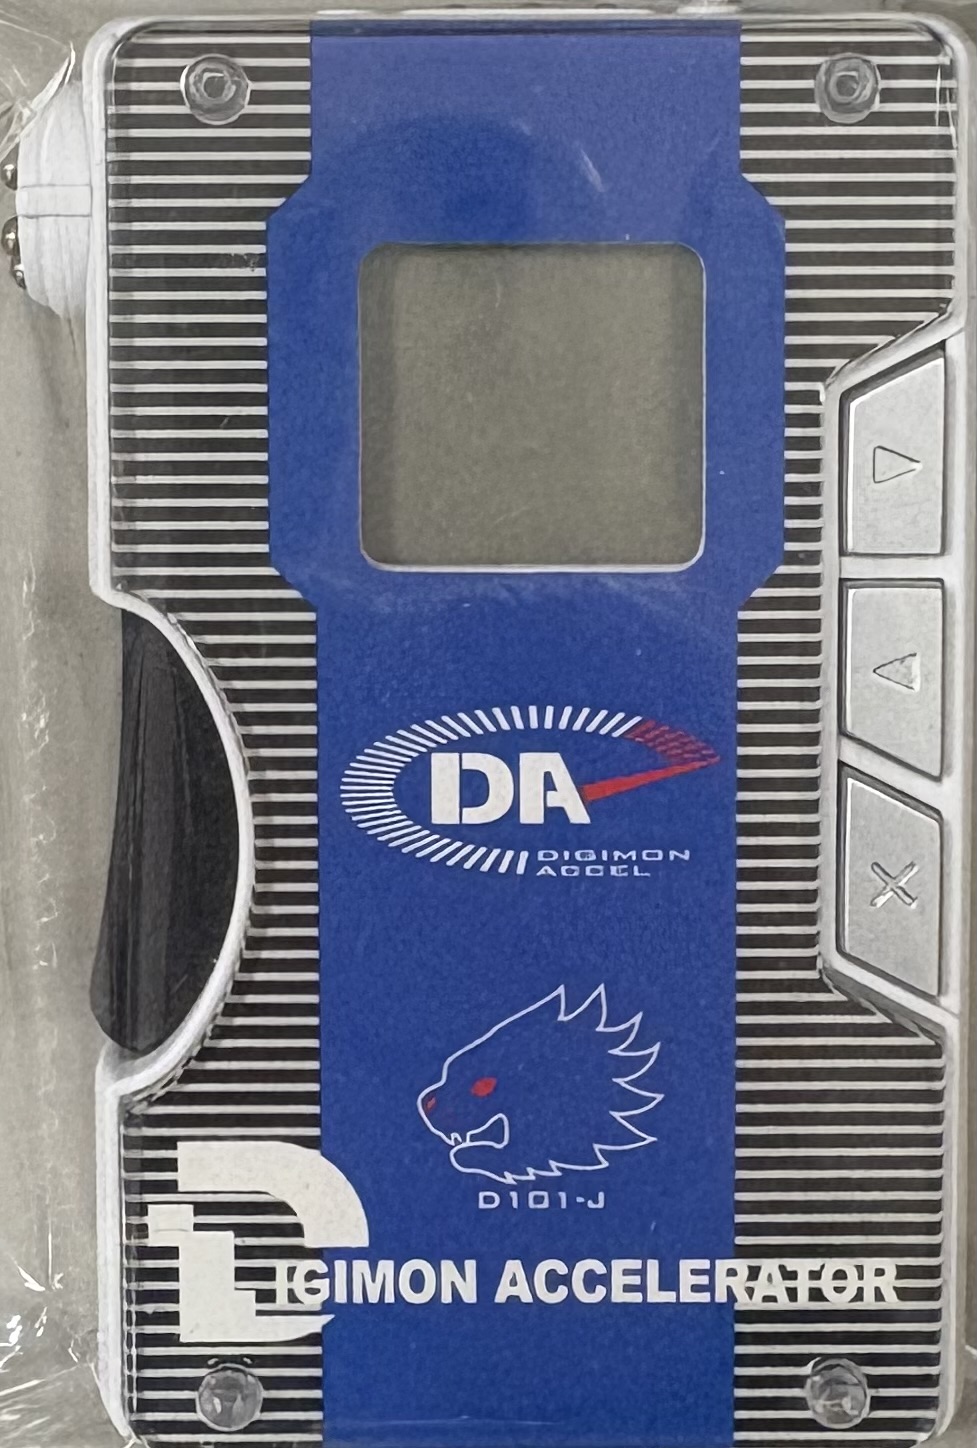 DA
DIGIMON
ACCEL
D101-J
DIGIMON ACCELERATOR